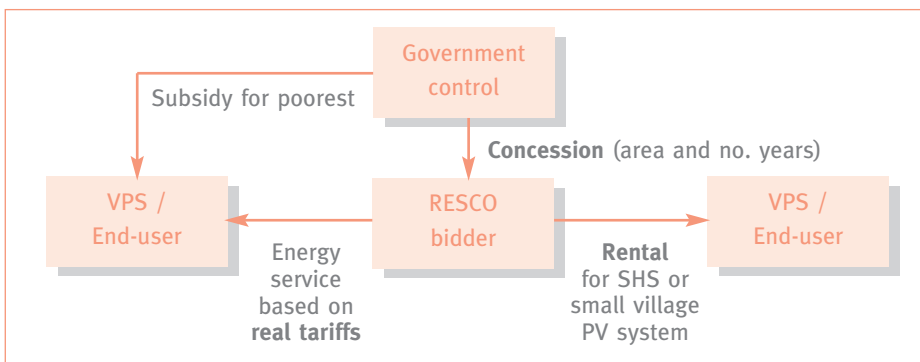 Government
control
Subsidy for poorest
Concession (area and no. years)
VPS /
End-user
RESCO
bidder
VPS /
End-user
Energy
service
based on
real tariffs
Rental
for SHS or
small village
PV system